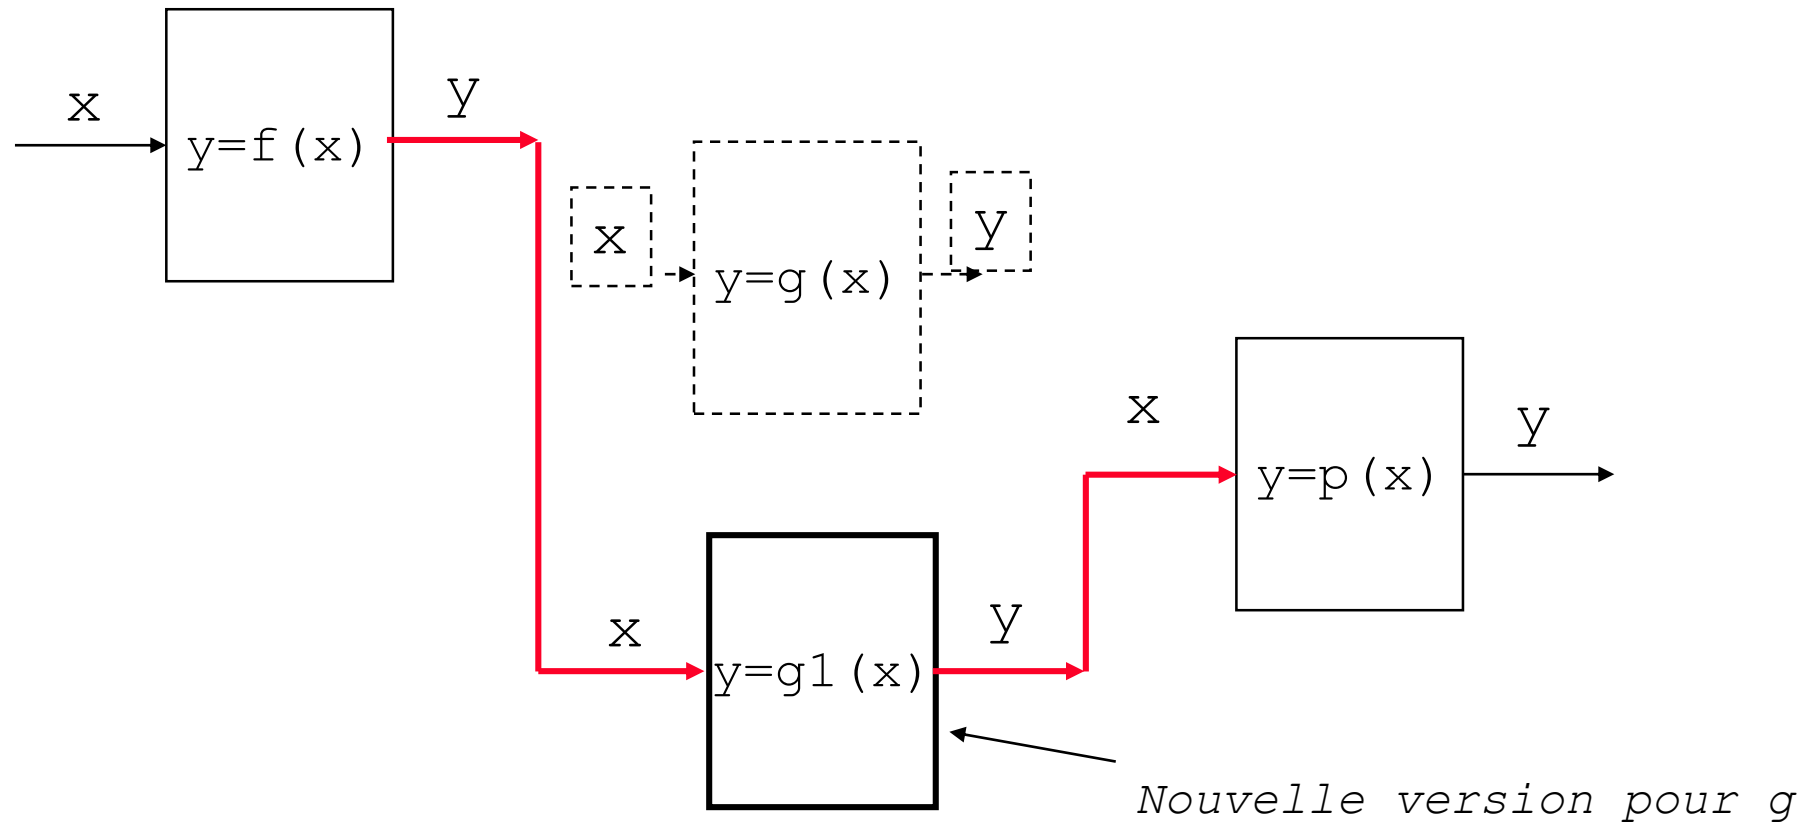 x
y=f(x)
y
x
y=g(x)
y
x
y=g1(x)
y
x
y=p(x)
y
Nouvelle version pour g